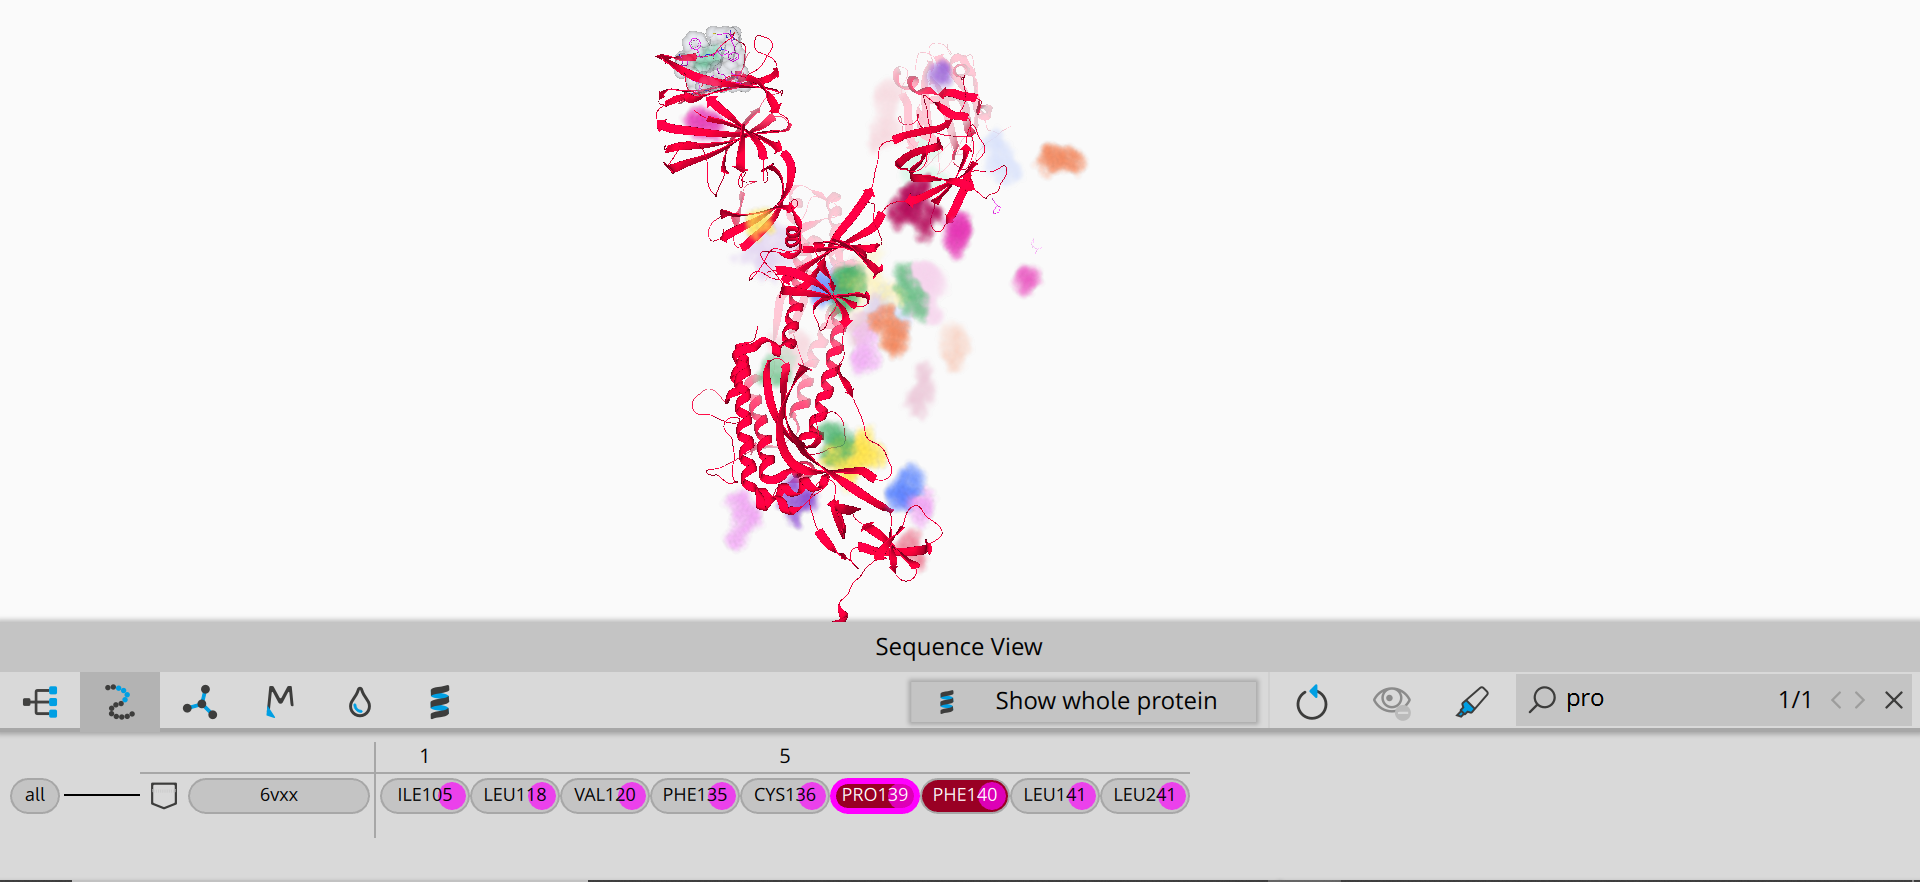 Sequence View
Show whole protein
pro
1/1
1
5
all
6vxx
ILE105
LEU118
VAL120
PHE135
CYS136
PRO139
PHE140
LEU141
LEU241